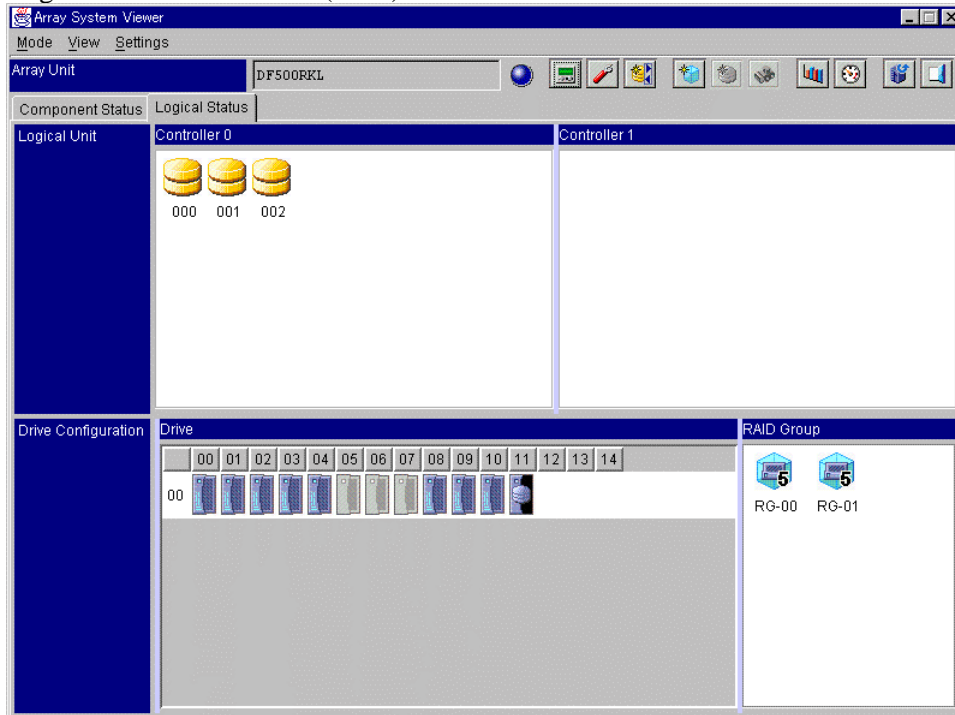 Array System Viewer
Mode View Settings
Array Unit DF500RKL
Component Status Logical Status
Logical Unit Controller 0 Controller 1
000 001 002
Drive Configuration Drive RAID Group
00 01 02 03 04 05 06 07 08 09 10 11 12 13 14
00
5 5
RG-00 RG-01